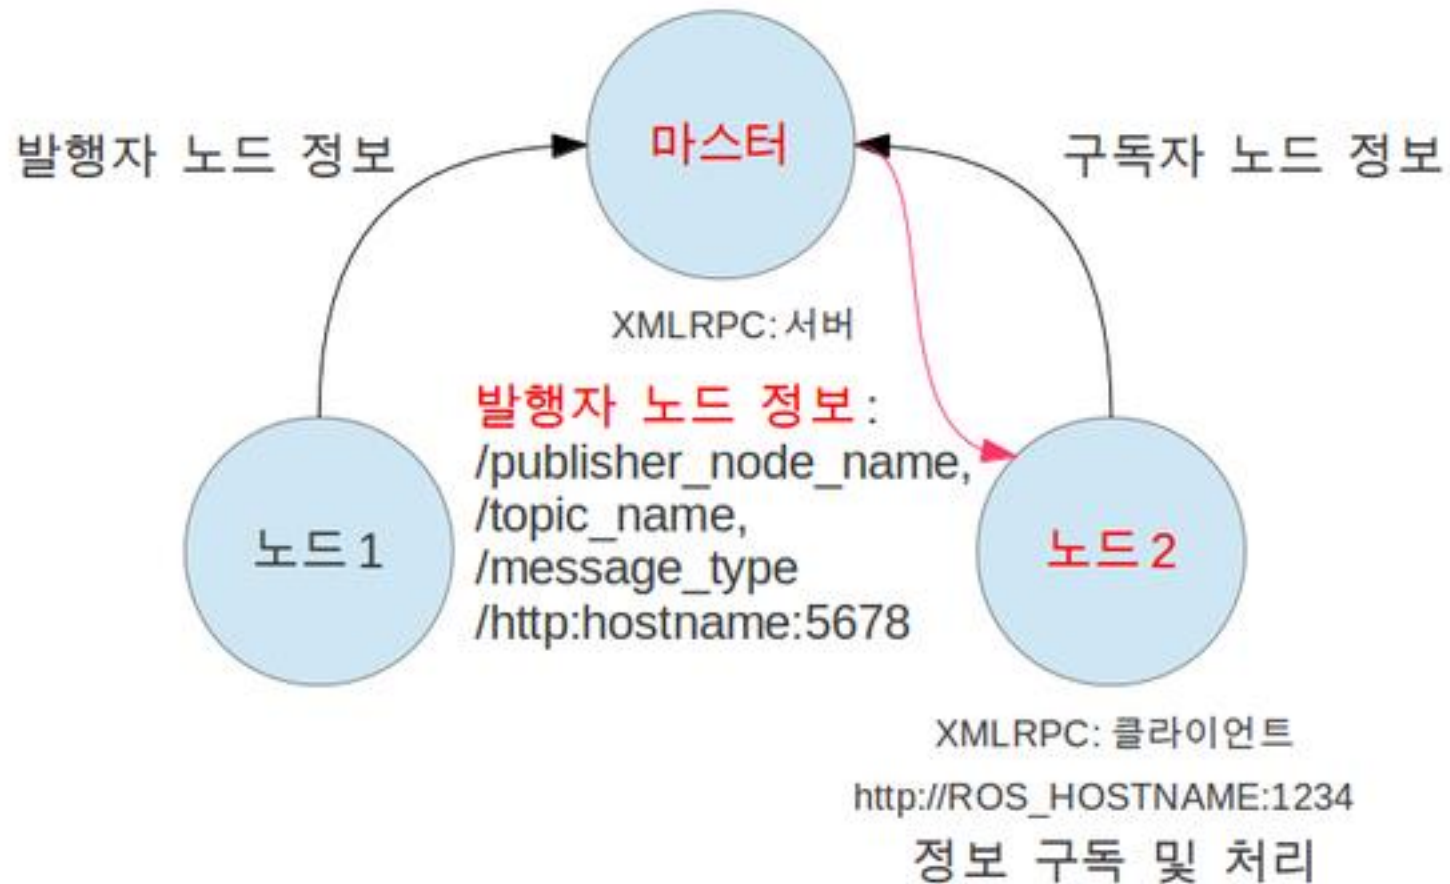 발행자 노드 정보
마스터
구독자 노드 정보
XMLRPC: 서버
발행자 노드 정보:
/publisher_node_name,
/topic_name,
/message_type
/http:hostname:5678
노드1
노드2
XMLRPC: 클라이언트
http://ROS_HOSTNAME:1234
정보 구독 및 처리